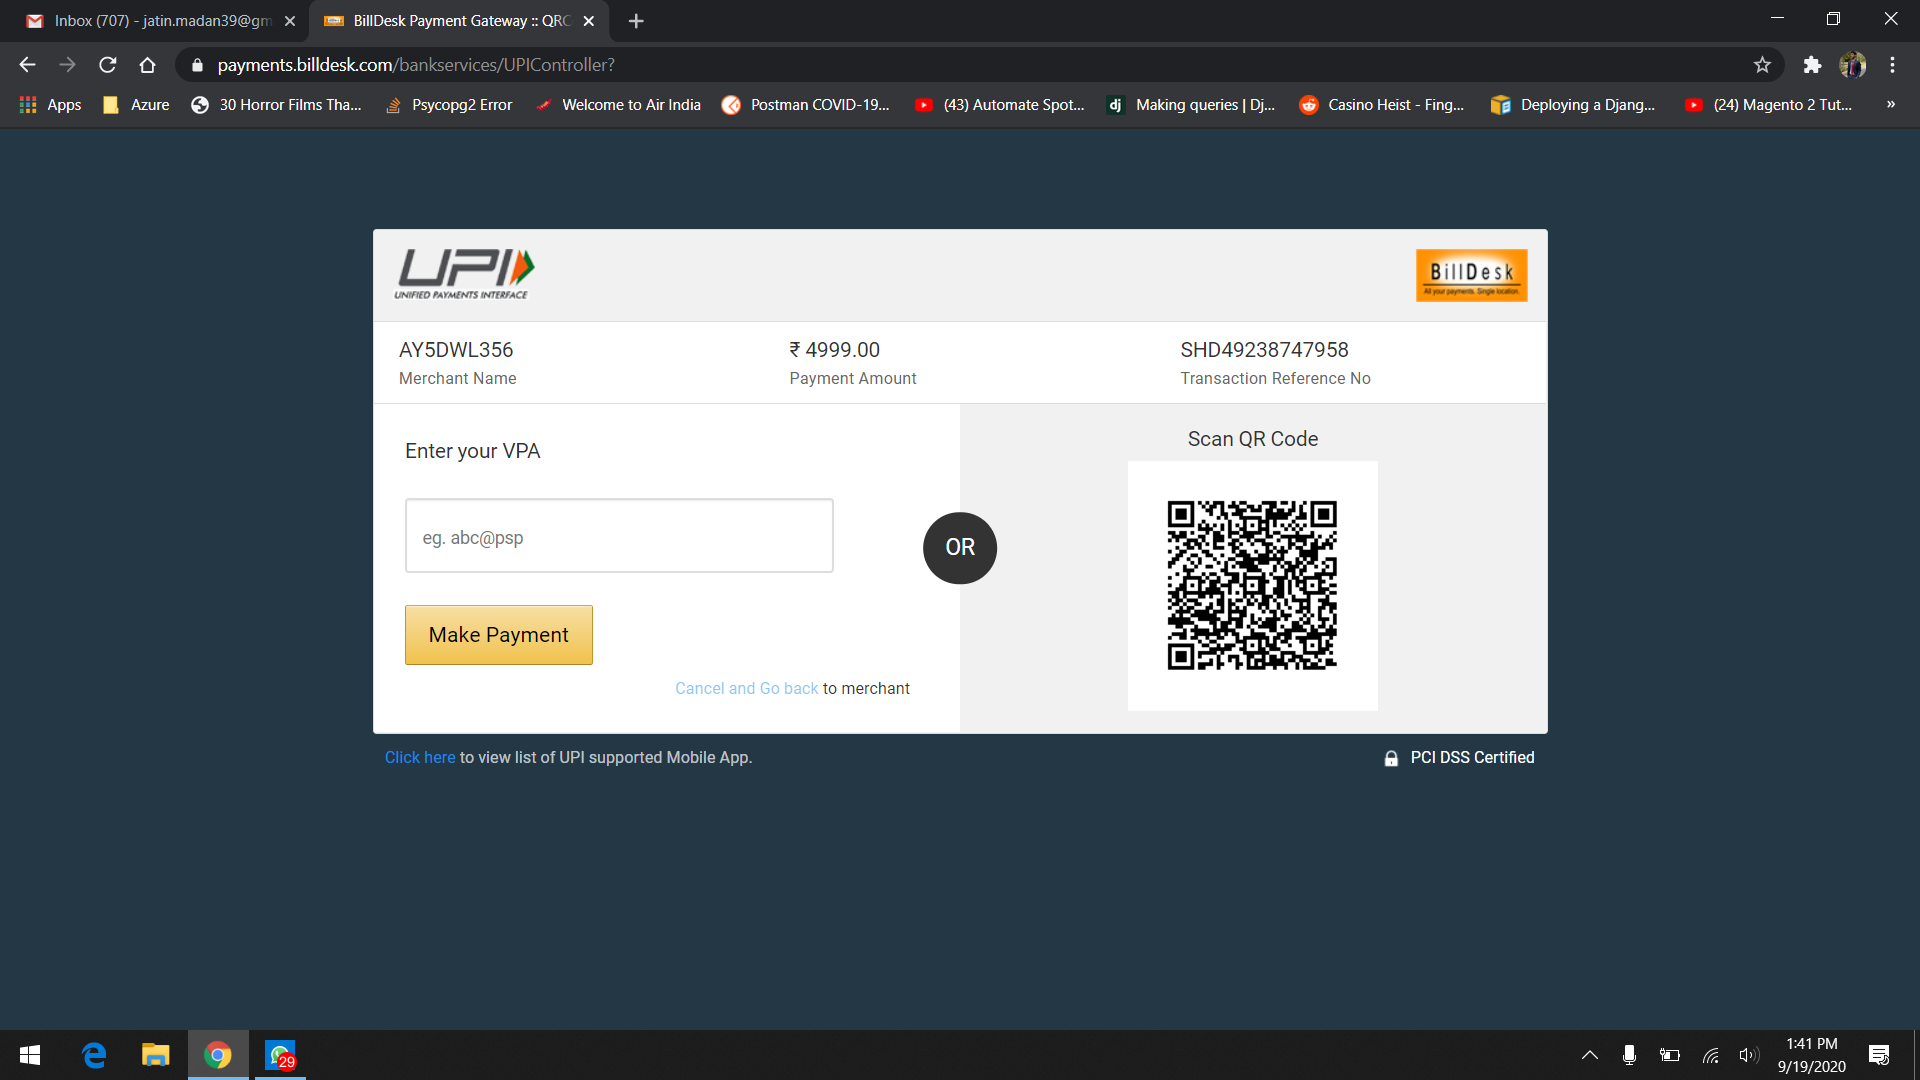 Inbox (707) - jatin.madan39@gm
BillDesk Payment Gateway :: QRC
payments.billdesk.com/bankservices/UPIController?
Apps
Azure
30 Horror Films Tha...
Psycopg2 Error
Welcome to Air India
Postman COVID-19...
(43) Automate Spot...
dj
Making queries | Dj...
Casino Heist - Fing...
Deploying a Djang...
(24) Magento 2 Tut...
»
UPI
UNIFIED PAYMENTS INTERFACE
BillDesk
All your payments. Single location.
AY5DWL356
Merchant Name
₹ 4999.00
Payment Amount
SHD49238747958
Transaction Reference No
Enter your VPA
eg. abc@psp
Make Payment
Cancel and Go back to merchant
OR
Scan QR Code
Click here to view list of UPI supported Mobile App.
PCI DSS Certified
29
1:41 PM
9/19/2020